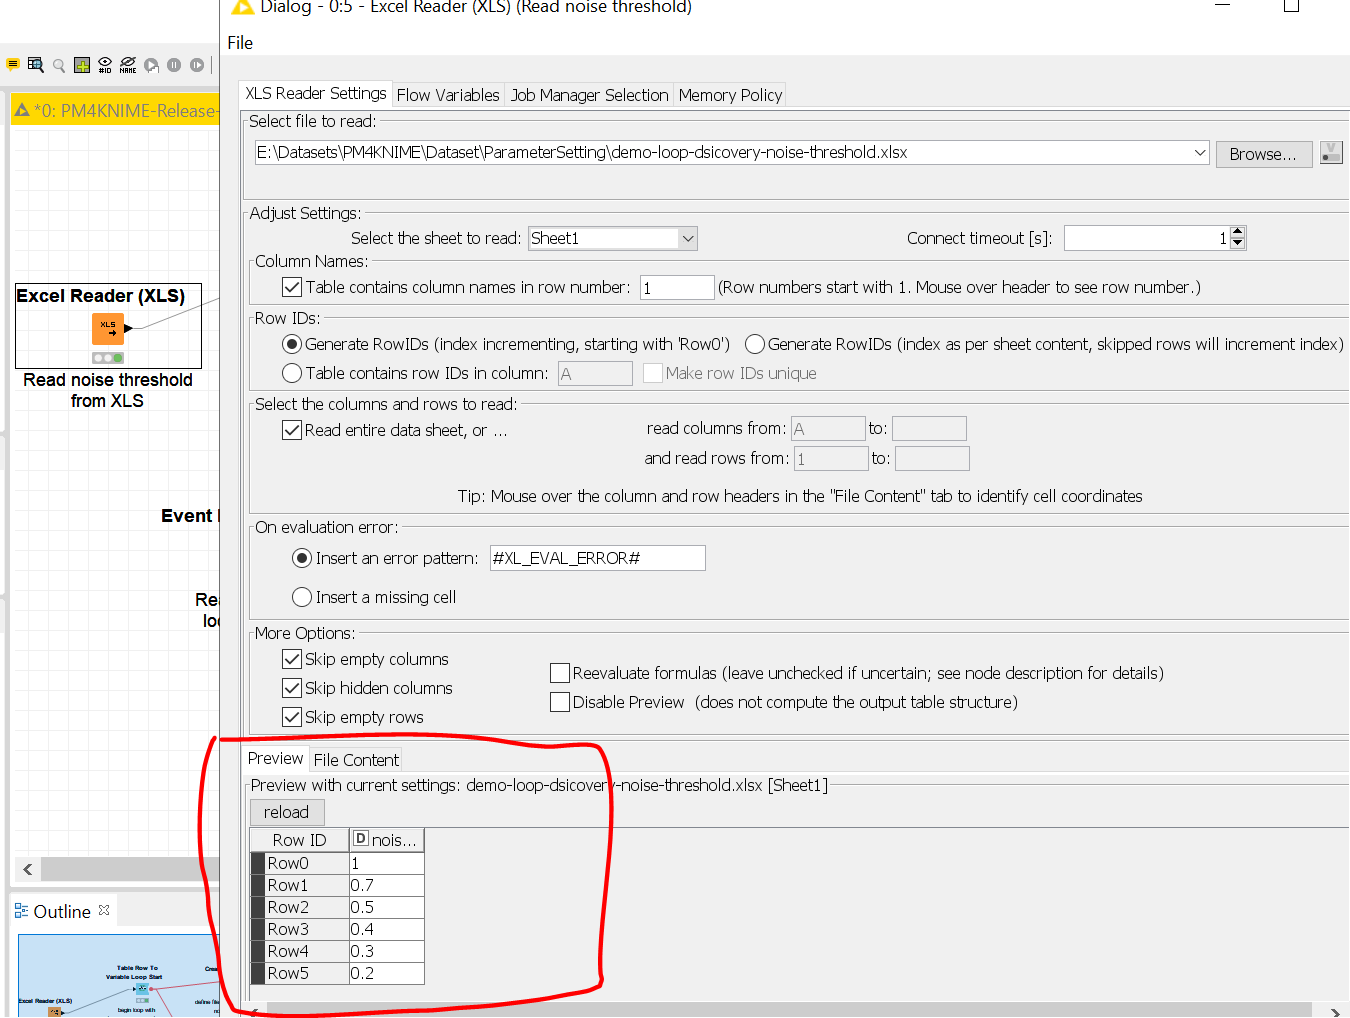 Dialog - 0:5 - Excel Reader (XLS) (Read noise threshold)
File
#ID
NAME
*0: PM4KNIME-Release-
XLS Reader Settings
Flow Variables
Job Manager Selection
Memory Policy
Select file to read:
E:\Datasets\PM4KNIME\Dataset\ParameterSetting\demo-loop-dsicovery-noise-threshold.xlsx
Browse...
V
Adjust Settings:
Select the sheet to read: Sheet1
Connect timeout [s]: 1
Column Names:
Table contains column names in row number: 1 (Row numbers start with 1. Mouse over header to see row number.)
Row IDs:
Generate RowIDs (index incrementing, starting with 'Row0')
Generate RowIDs (index as per sheet content, skipped rows will increment index)
Table contains row IDs in column: A
Make row IDs unique
Select the columns and rows to read:
Read entire data sheet, or ...
read columns from: A to:
and read rows from: 1 to:
Tip: Mouse over the column and row headers in the "File Content" tab to identify cell coordinates
On evaluation error:
Insert an error pattern: #XL_EVAL_ERROR#
Insert a missing cell
More Options:
Skip empty columns
Skip hidden columns
Skip empty rows
Reevaluate formulas (leave unchecked if uncertain; see node description for details)
Disable Preview (does not compute the output table structure)
Preview
File Content
Preview with current settings: demo-loop-dsicovery-noise-threshold.xlsx [Sheet1]
reload
Row ID D nois...
Row0 1
Row1 0.7
Row2 0.5
Row3 0.4
Row4 0.3
Row5 0.2
Excel Reader (XLS)
XLS
Read noise threshold
from XLS
Event
Rea
loo
Outline
Table Row To
Variable Loop Start
Crea
Excel Reader (XLS)
begin loop with
define file